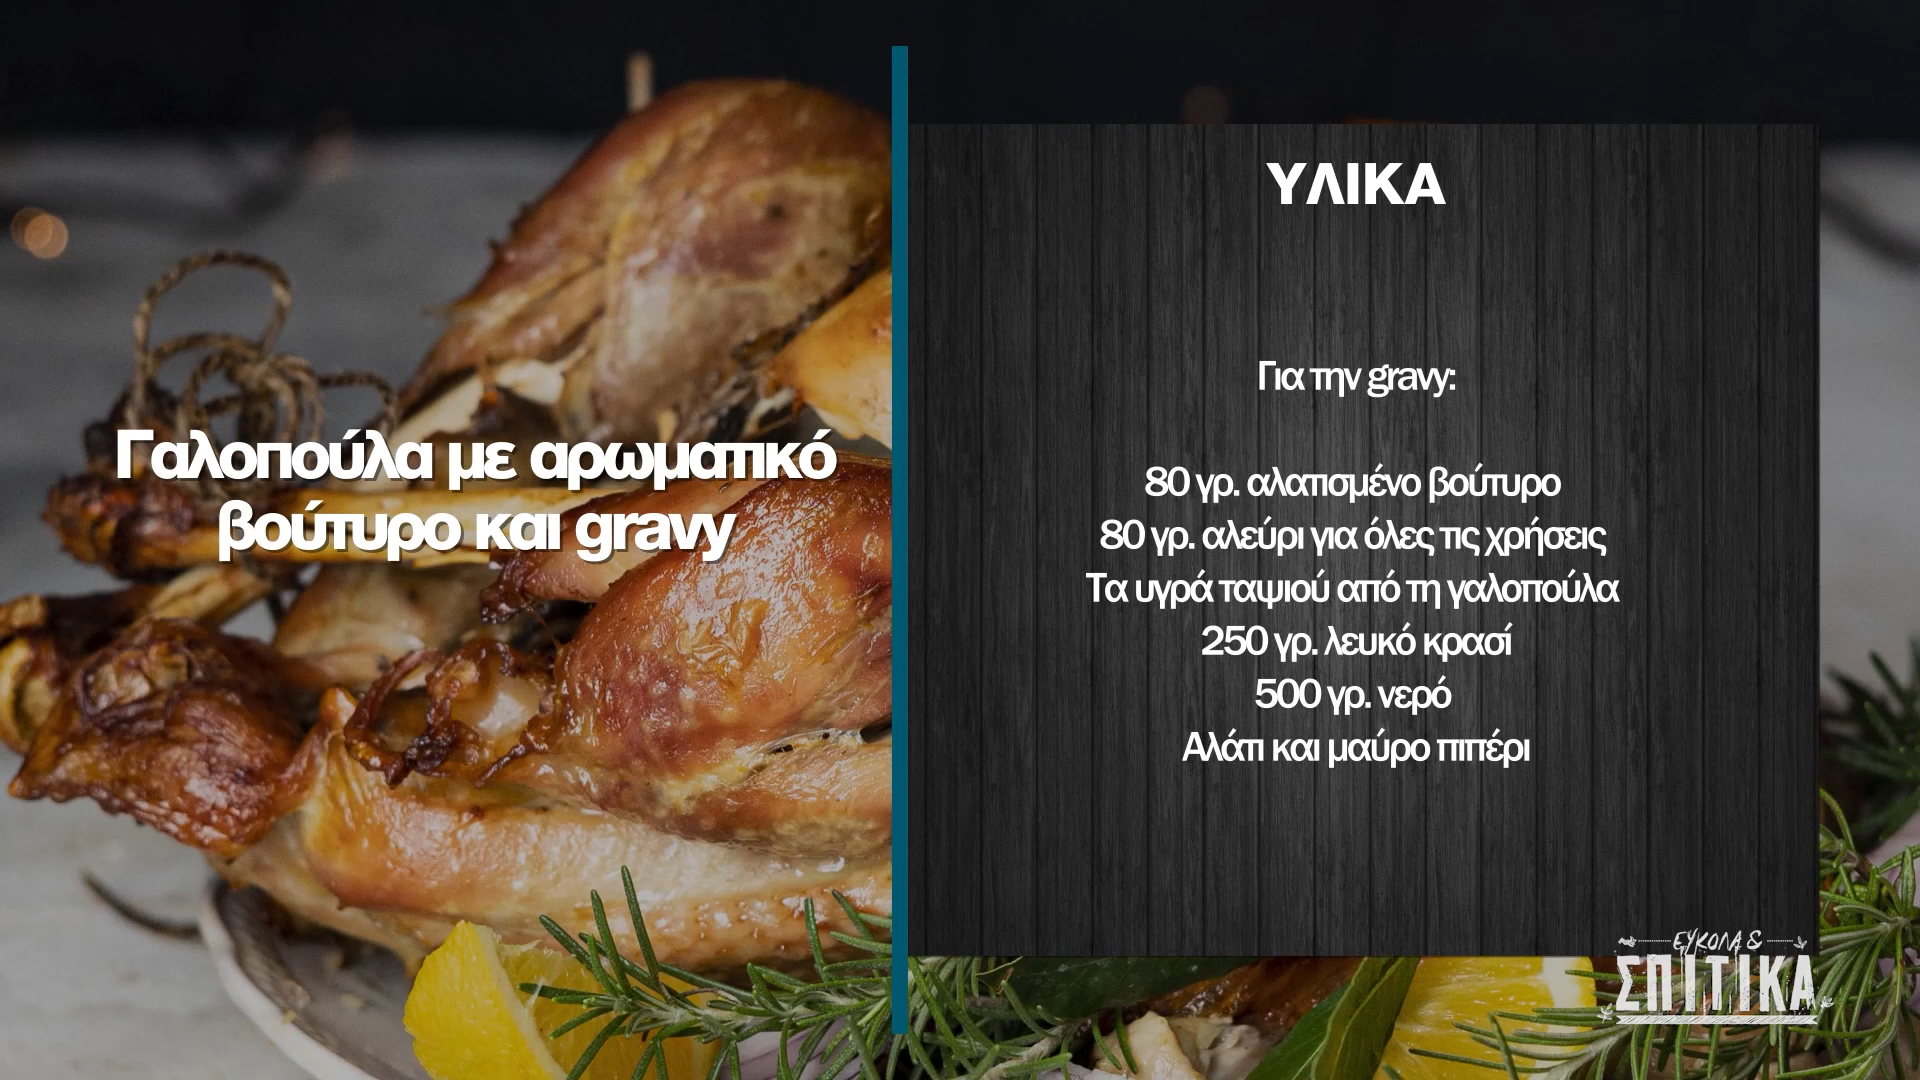 Γαλοπούλα με αρωματικό
βούτυρο και gravy
ΥΛΙΚΑ
Για την gravy:
80 γρ. αλατισμένο βούτυρο
80 γρ. αλεύρι για όλες τις χρήσεις
Τα υγρά ταψιού από τη γαλοπούλα
250 γρ. λευκό κρασί
500 γρ. νερό
Αλάτι και μαύρο πιπέρι
ΕΥΚΟΛΑ &
ΣΠΙΤΙΚΑ